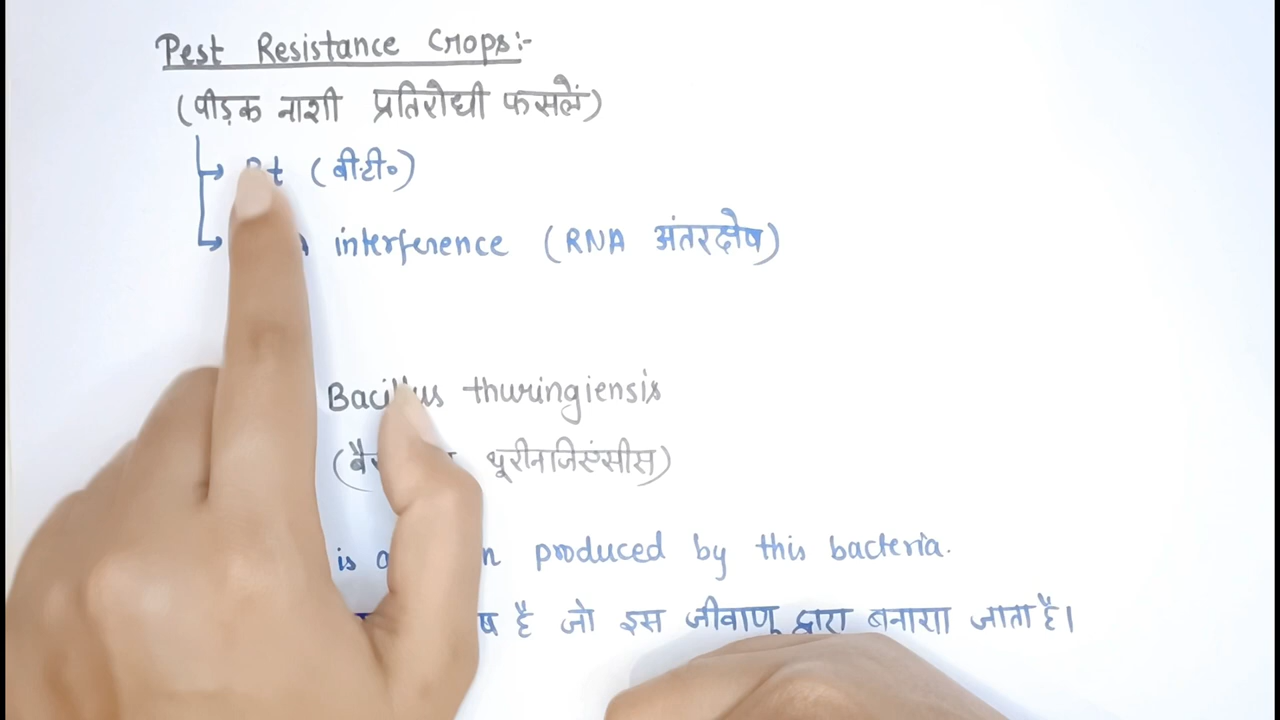 Pest Resistance Crops:-
(पीड़क नाशी प्रतिरोधी फसलें)
(बी.टी॰)
interference (RNA अंतरक्षेप)
Bacillus thuringiensis
थूरीनजिएंसीस)
is produced by this bacteria.
है जो इस जीवाणु द्वारा बनाया जाता है।